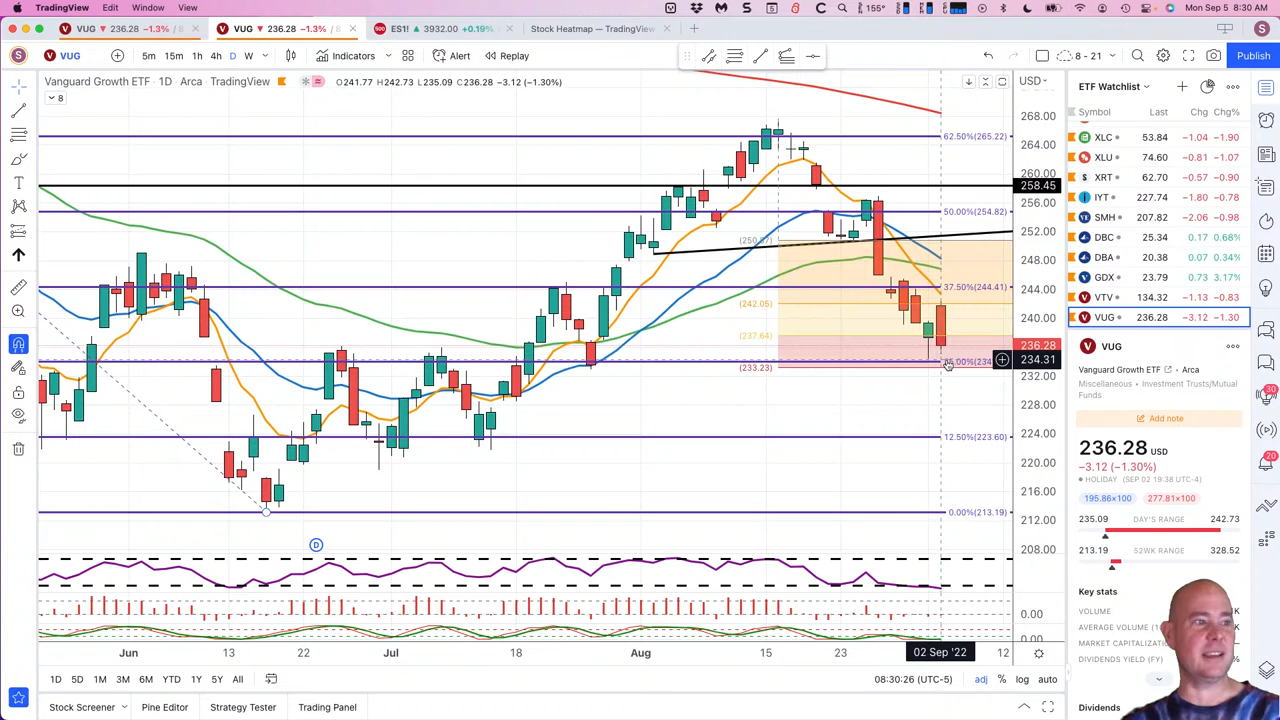 TradingView Edit Window View
155° Mon Sep 5 8:30 AM
VUG ▼ 236.28 −1.3% /
VUG ▼ 236.28 −1.3% /
ES1! ▲ 3932.00 +0.19%
Stock Heatmap — TradingView
S
VUG
5m 15m 1h 4h D W
Indicators
Alert
Replay
8 - 21
Publish
Vanguard Growth ETF · 1D · Arca · TradingView
O241.77 H242.73 L235.09 C236.28 −3.12 (−1.30%)
8
USD
268.00
62.50%(265.22)
264.00
260.00
258.45
256.00
50.00%(254.82)
252.00
(250.87)
248.00
37.50%(244.41)
244.00
(242.05)
240.00
(237.64)
236.28
234.31
(233.23)
232.00
228.00
224.00
12.50%(223.60)
220.00
216.00
0.00%(213.19)
212.00
208.00
D
0.00
0.00
Jun 13 22 Jul 18 Aug 15 23 02 Sep '22 12
1D 5D 1M 3M 6M YTD 1Y 5Y All
08:30:26 (UTC-5)
adj % log auto
Stock Screener
Pine Editor
Strategy Tester
Trading Panel
ETF Watchlist
Symbol Last Chg Chg%
XLC 53.84 −1.04 −1.90
XLU 74.60 −0.81 −1.07
XRT 62.70 −0.57 −0.90
IYT 227.74 −1.80 −0.78
SMH 207.82 −2.06 −0.98
DBC 25.34 0.17 0.68%
DBA 20.38 0.07 0.34%
GDX 23.79 0.73 3.17%
VTV 134.32 −1.13 −0.83
VUG 236.28 −3.12 −1.30
VUG
Vanguard Growth ETF · Arca
Miscellaneous · Investment Trusts/Mutual
Funds
Add note
236.28 USD
−3.12 (−1.30%)
HOLIDAY (SEP 02 19:38 UTC-4)
195.86×100 277.81×100
235.09 DAY'S RANGE 242.73
213.19 52WK RANGE 328.52
Key stats
VOLUME
AVERAGE VOLUME
MARKET CAPITALIZA
DIVIDENDS YIELD (FY)
Dividends
30
20